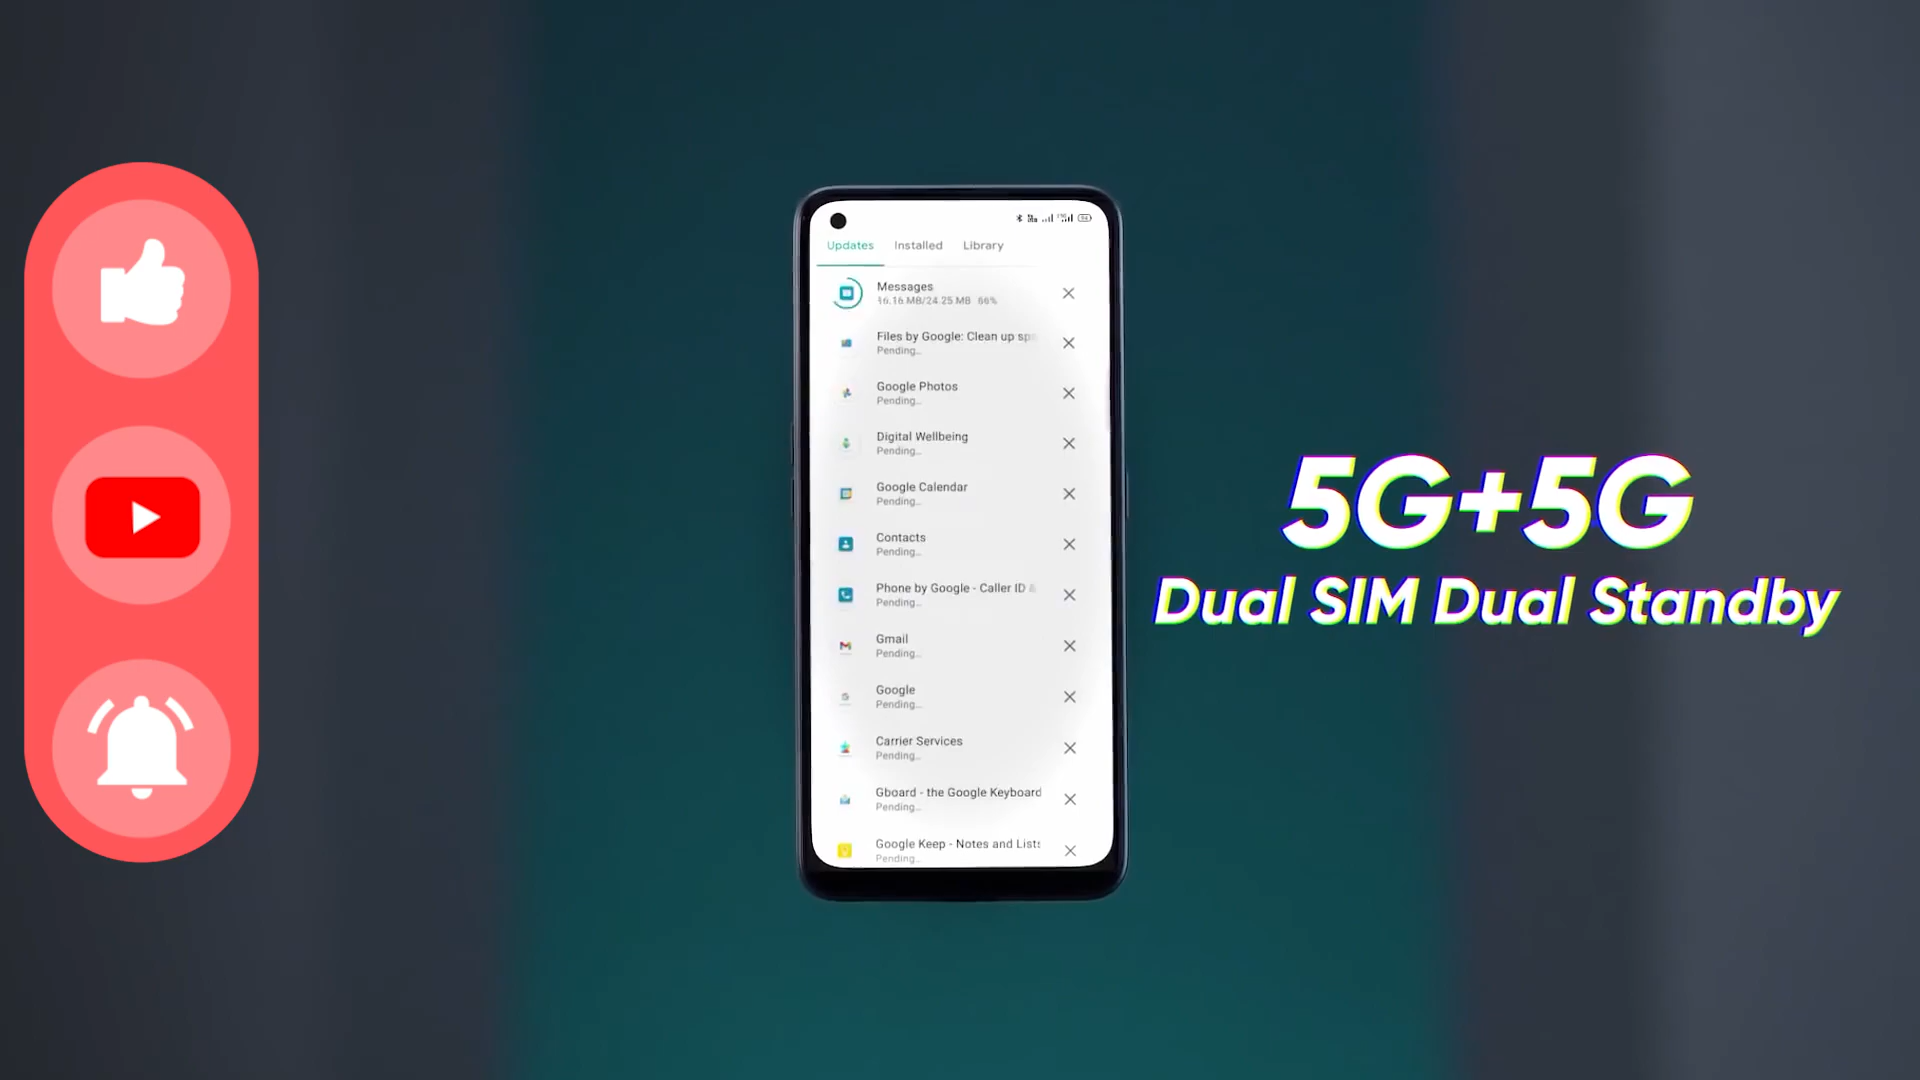 Updates Installed Library
Messages
16.16 MB/24.25 MB 66%
Files by Google: Clean up
Pending...
Google Photos
Pending...
Digital Wellbeing
Pending...
Google Calendar
Pending...
Contacts
Pending...
Phone by Google - Caller ID &
Pending...
Gmail
Pending...
Google
Pending...
Carrier Services
Pending...
Gboard - the Google Keyboard
Pending...
Google Keep - Notes and Lists
Pending...
5G+5G
Dual SIM Dual Standby